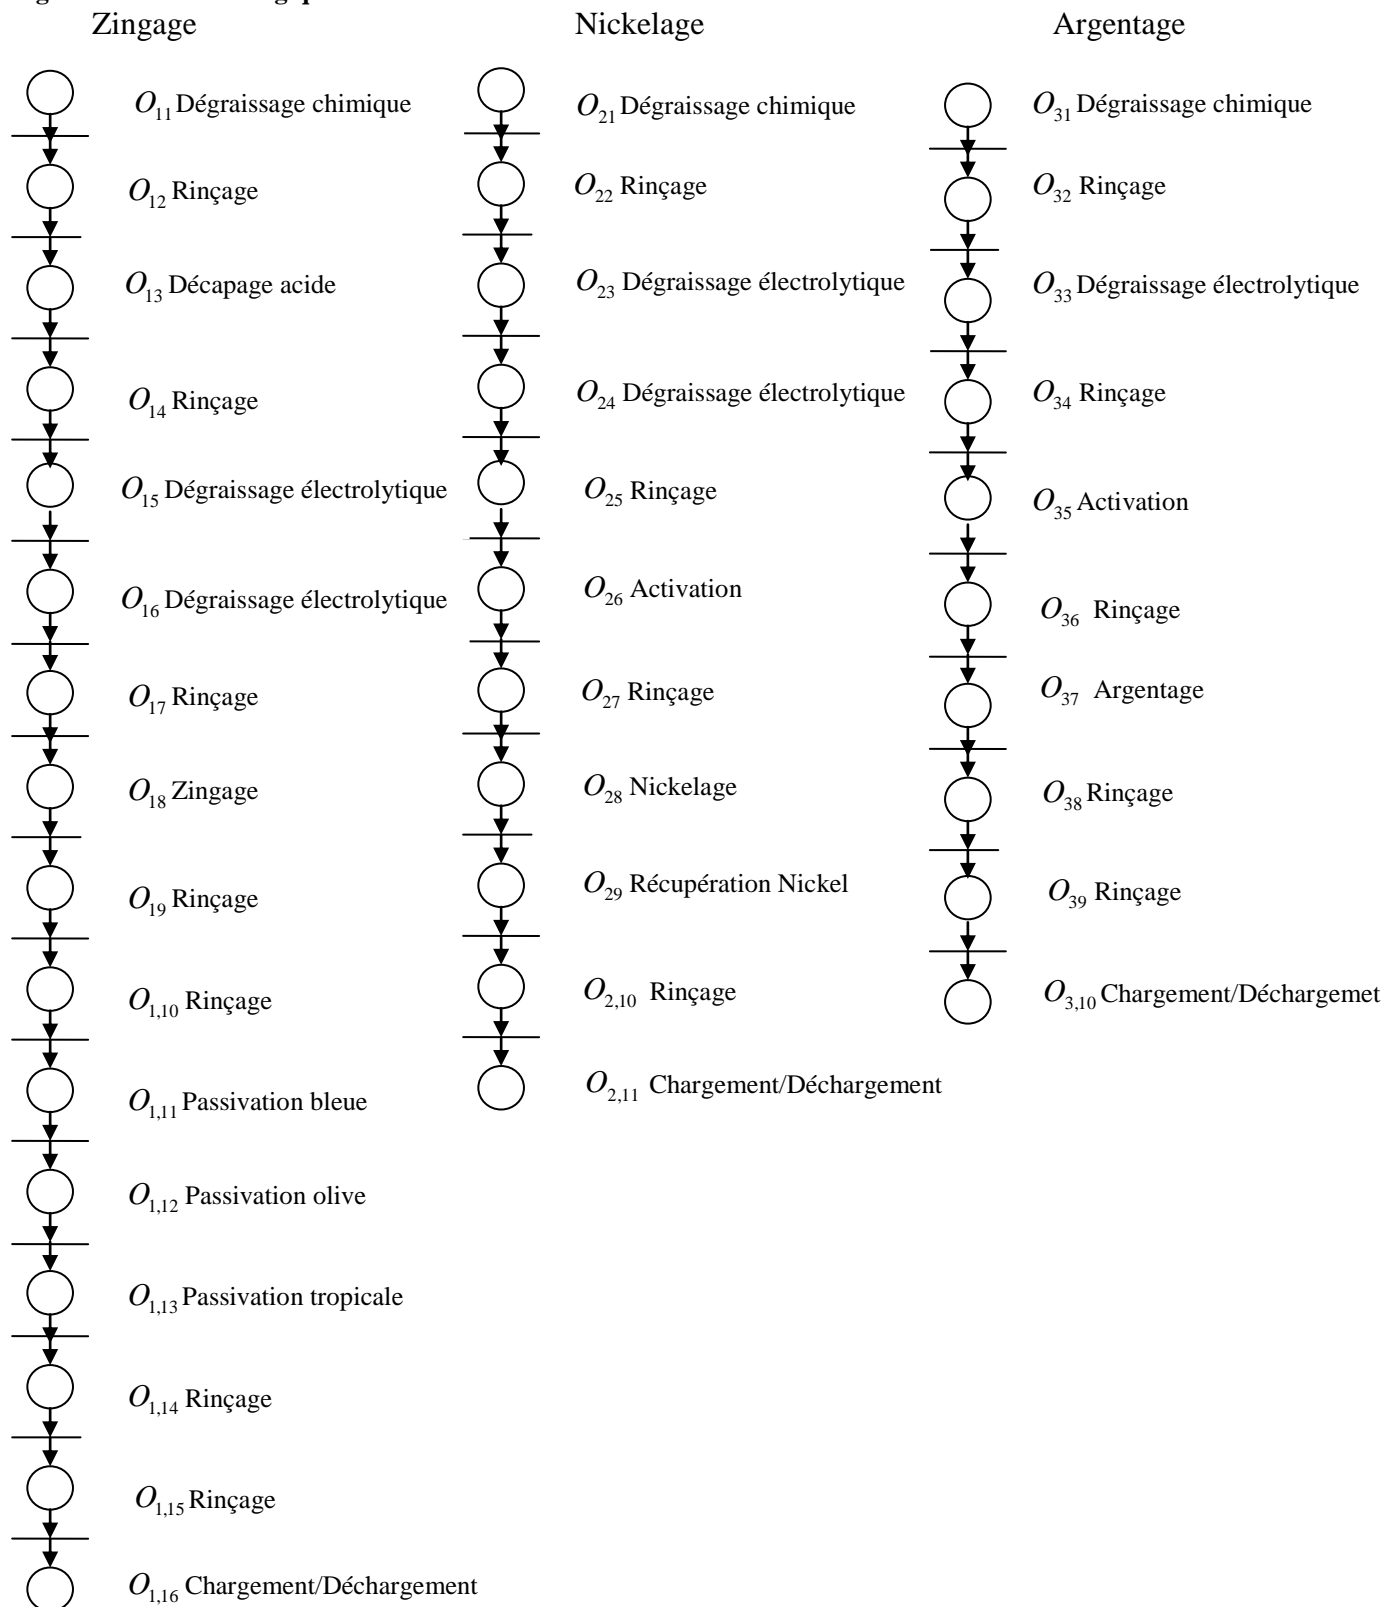 Zingage
Nickelage
Argentage
O11 Dégraissage chimique
O12 Rinçage
O13 Décapage acide
O14 Rinçage
O15 Dégraissage électrolytique
O16 Dégraissage électrolytique
O17 Rinçage
O18 Zingage
O19 Rinçage
O1,10 Rinçage
O1,11 Passivation bleue
O1,12 Passivation olive
O1,13 Passivation tropicale
O1,14 Rinçage
O1,15 Rinçage
O1,16 Chargement/Déchargement
O21 Dégraissage chimique
O22 Rinçage
O23 Dégraissage électrolytique
O24 Dégraissage électrolytique
O25 Rinçage
O26 Activation
O27 Rinçage
O28 Nickelage
O29 Récupération Nickel
O2,10 Rinçage
O2,11 Chargement/Déchargement
O31 Dégraissage chimique
O32 Rinçage
O33 Dégraissage électrolytique
O34 Rinçage
O35 Activation
O36 Rinçage
O37 Argentage
O38 Rinçage
O39 Rinçage
O3,10 Chargement/Déchargemet